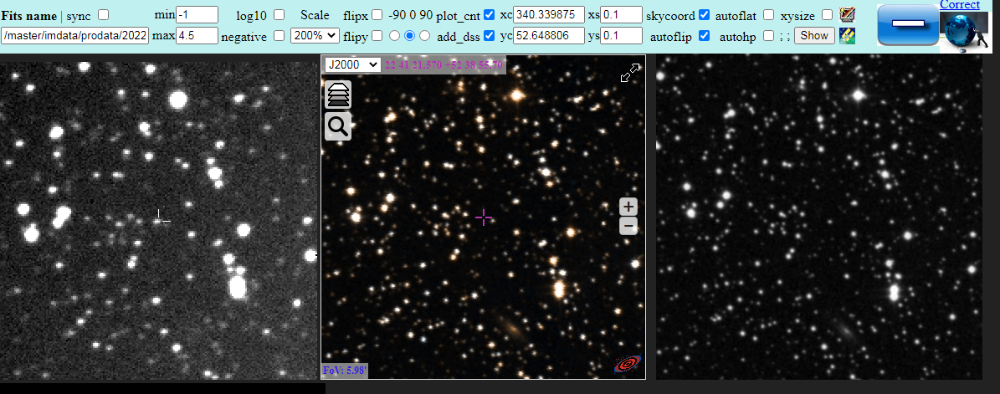 Fits name | sync min -1 log10 Scale flipx -90 0 90 plot_cnt xc 340.339875 xs 0.1 skycoord autoflat xysize Correct
/master/imdata/prodata/2022 max 4.5 negative 200% flipy add_dss yc 52.648806 ys 0.1 autoflip autohp ; ; Show
J2000 22 41 21.570 +52 38 55.70
+
−
FoV: 5.98'